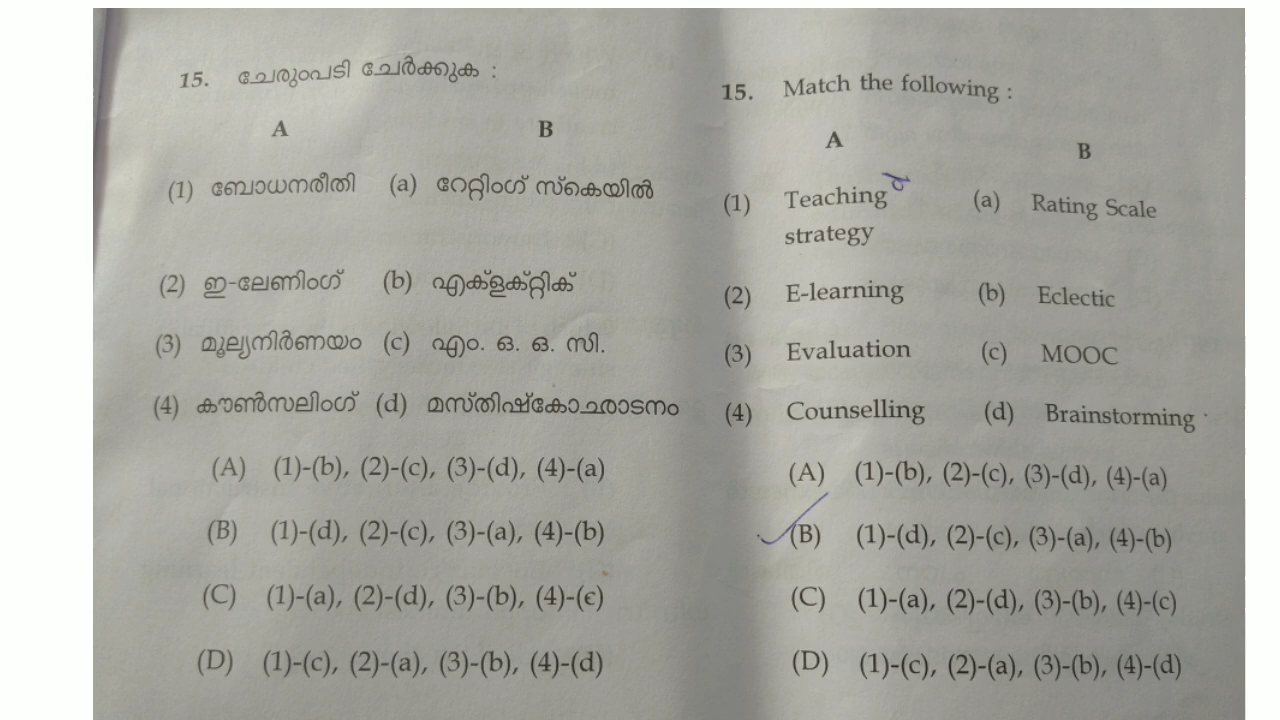 15. ചേരുംപടി ചേർക്കുക :
A B
(1) ബോധനരീതി (a) റേറ്റിംഗ് സ്കെയിൽ
(2) ഇ-ലേണിംഗ് (b) എക്ളക്റ്റിക്
(3) മൂല്യനിർണയം (c) എം. ഒ. ഒ. സി.
(4) കൗൺസലിംഗ് (d) മസ്തിഷ്കോച്ഛാടനം
(A) (1)-(b), (2)-(c), (3)-(d), (4)-(a)
(B) (1)-(d), (2)-(c), (3)-(a), (4)-(b)
(C) (1)-(a), (2)-(d), (3)-(b), (4)-(c)
(D) (1)-(c), (2)-(a), (3)-(b), (4)-(d)
15. Match the following :
A B
(1) Teaching (a) Rating Scale
strategy
(2) E-learning (b) Eclectic
(3) Evaluation (c) MOOC
(4) Counselling (d) Brainstorming
(A) (1)-(b), (2)-(c), (3)-(d), (4)-(a)
(B) (1)-(d), (2)-(c), (3)-(a), (4)-(b)
(C) (1)-(a), (2)-(d), (3)-(b), (4)-(c)
(D) (1)-(c), (2)-(a), (3)-(b), (4)-(d)